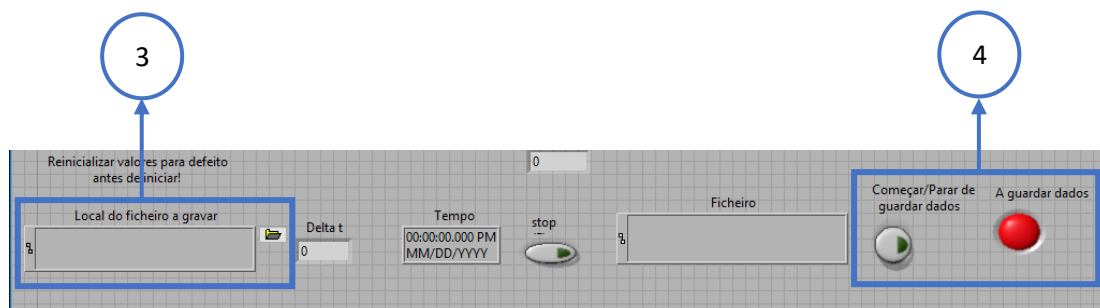 3
4
Reinicializar valores para defeito
antes de iniciar!
0
Local do ficheiro a gravar
Delta t
0
Tempo
00:00:00.000 PM
MM/DD/YYYY
stop
Ficheiro
Começar/Parar de
guardar dados
A guardar dados